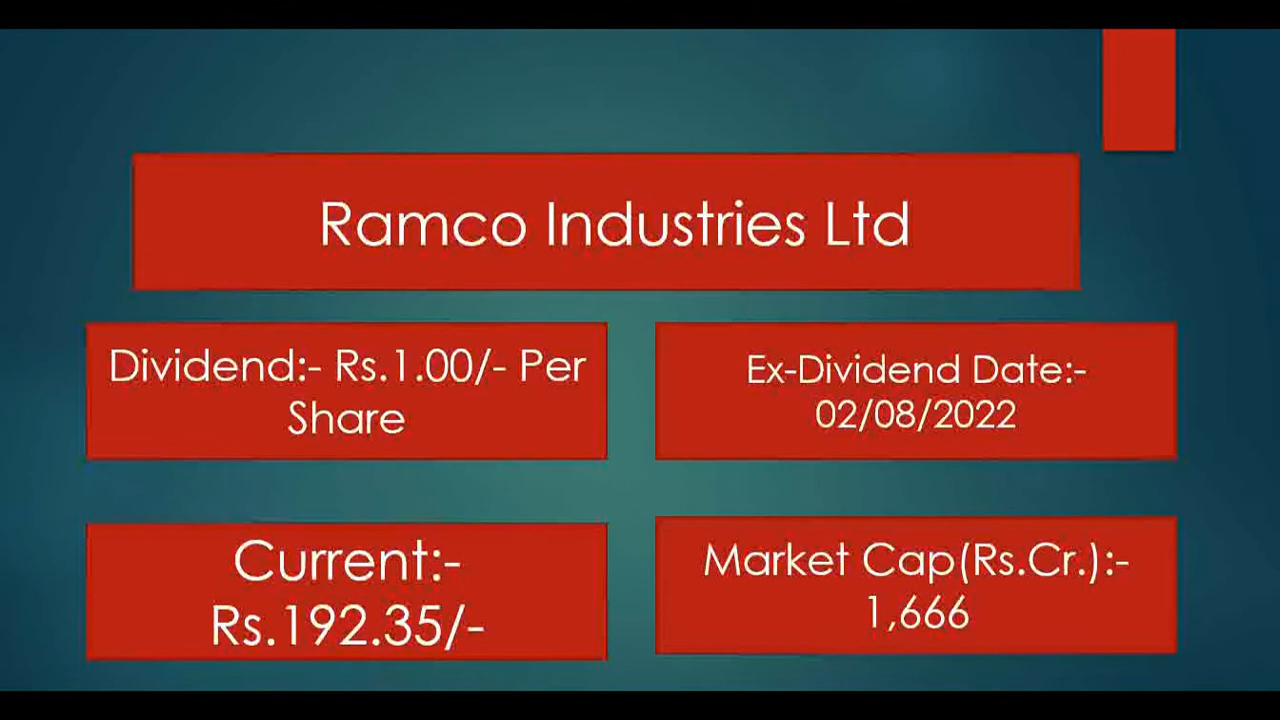 Ramco Industries Ltd
Dividend:- Rs.1.00/- Per
Share
Ex-Dividend Date:-
02/08/2022
Current:-
Rs.192.35/-
Market Cap(Rs.Cr.):-
1,666